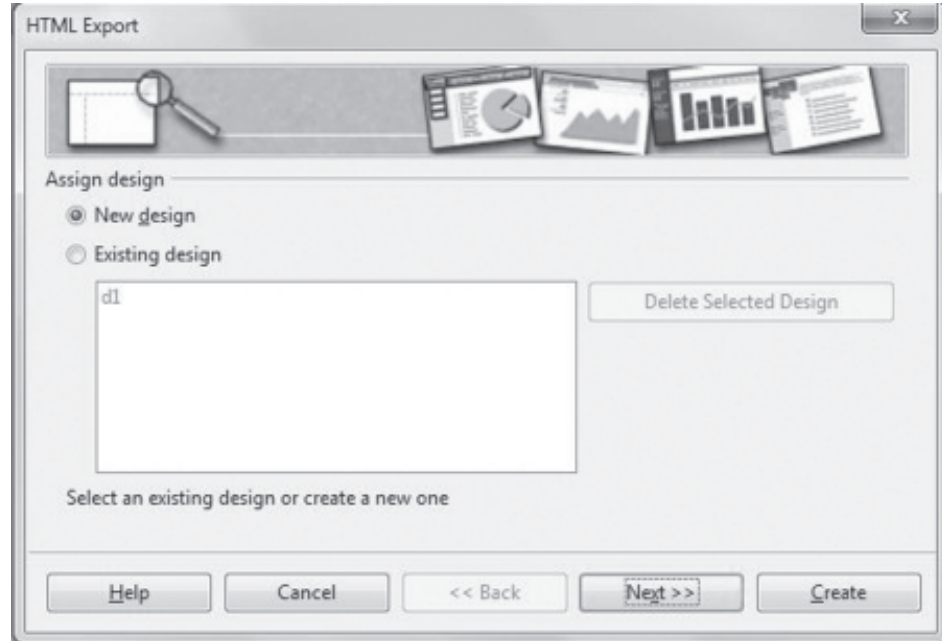 HTML Export
x
Assign design
New design
Existing design
d1
Delete Selected Design
Select an existing design or create a new one
Help Cancel << Back Next >> Create